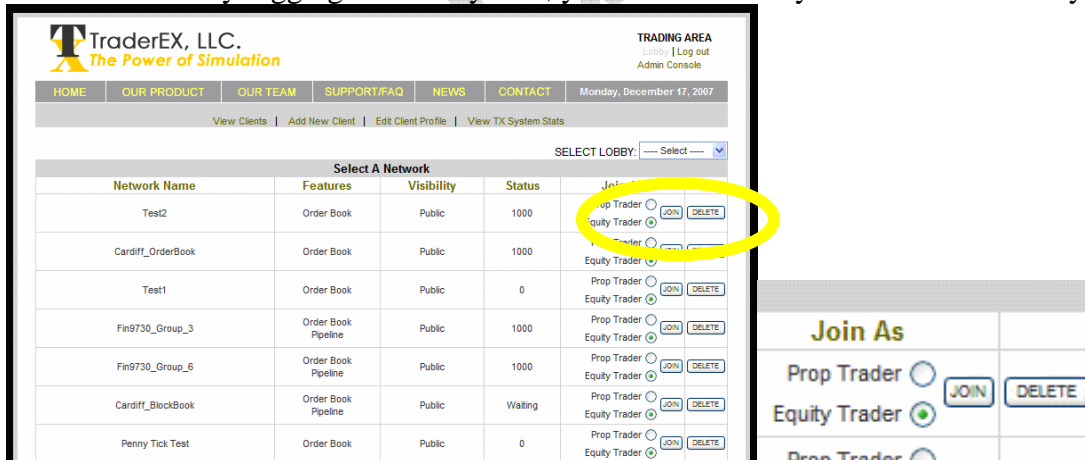 TraderEX, LLC.
The Power of Simulation
TRADING AREA
Lobby | Log out
Admin Console
HOME OUR PRODUCT OUR TEAM SUPPORT/FAQ NEWS CONTACT Monday, December 17, 2007
View Clients | Add New Client | Edit Client Profile | View TX System Stats
SELECT LOBBY: ---- Select ----
Select A Network
Network Name Features Visibility Status
Test2 Order Book Public 1000 Prop Trader Equity Trader JOIN DELETE
Cardiff_OrderBook Order Book Public 1000 Prop Trader Equity Trader JOIN DELETE
Test1 Order Book Public 0 Prop Trader Equity Trader JOIN DELETE
Fin9730_Group_3 Order Book Pipeline Public 1000 Prop Trader Equity Trader JOIN DELETE
Fin9730_Group_6 Order Book Pipeline Public 1000 Prop Trader Equity Trader JOIN DELETE
Cardiff_BlockBook Order Book Pipeline Public Waiting Prop Trader Equity Trader JOIN DELETE
Penny Tick Test Order Book Public 0 Prop Trader Equity Trader JOIN DELETE
Join As
Prop Trader
Equity Trader
JOIN DELETE
Prop Trader